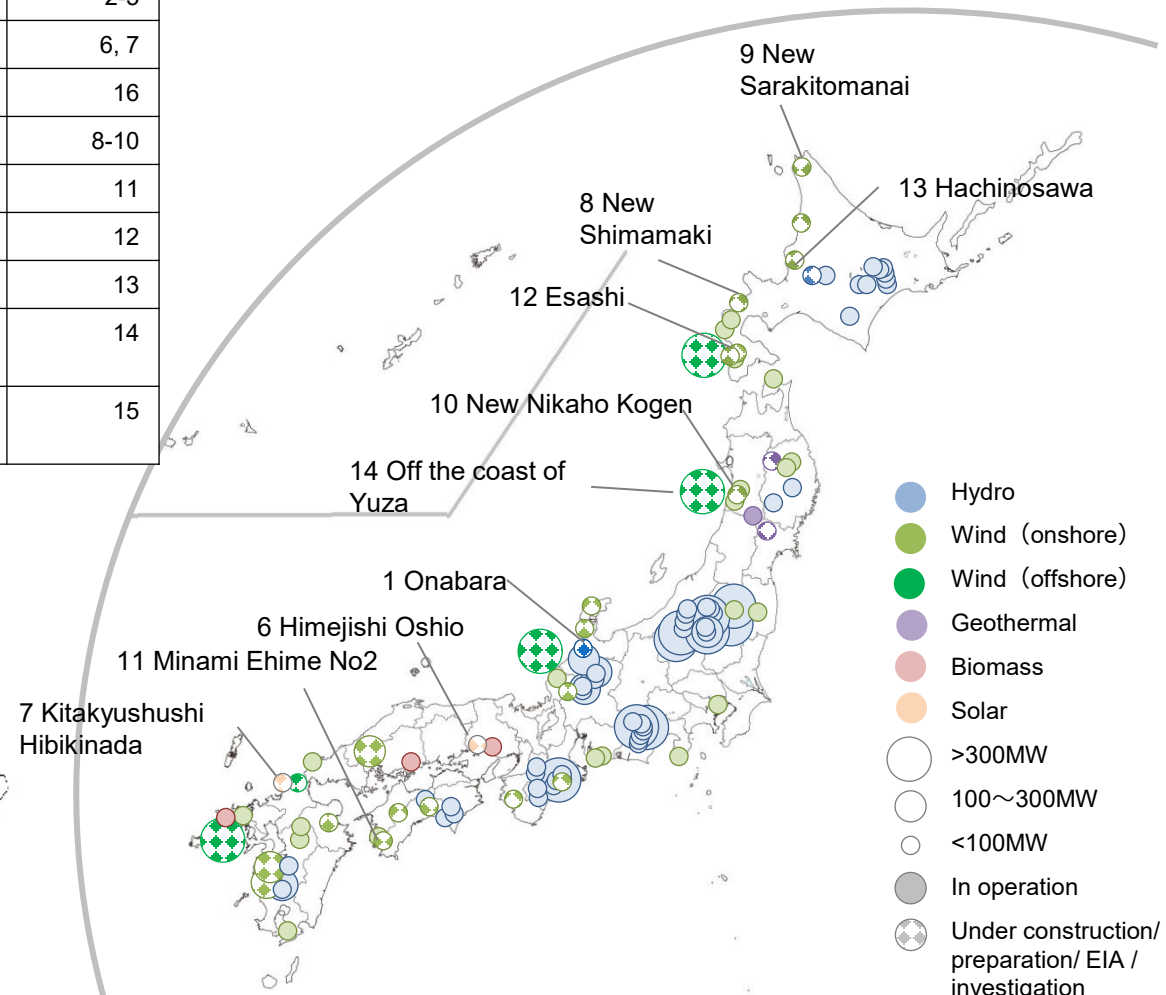 6, 7
16
8-10
11
12
13
14
15
9 New
Sarakitomanai
13 Hachinosawa
8 New
Shimamaki
12 Esashi
10 New Nikaho Kogen
14 Off the coast of
Yuza
1 Onabara
6 Himejishi Oshio
11 Minami Ehime No2
7 Kitakyushushi
Hibikinada
Hydro
Wind（onshore）
Wind（offshore）
Geothermal
Biomass
Solar
>300MW
100～300MW
<100MW
In operation
Under construction/
preparation/ EIA /
investigation